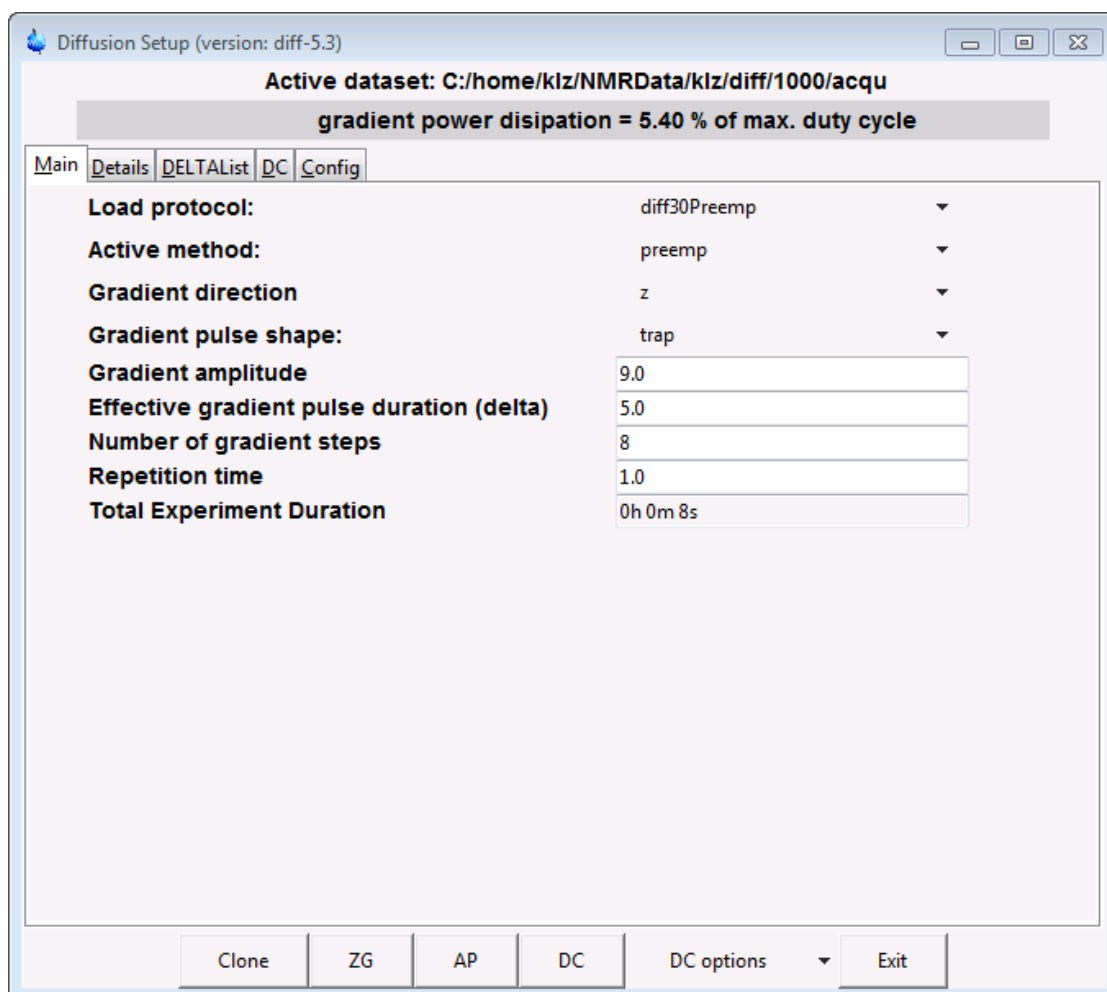 Diffusion Setup (version: diff-5.3)
Active dataset: C:/home/klz/NMRData/klz/diff/1000/acqu
gradient power disipation = 5.40 % of max. duty cycle
Main Details DELTAList DC Config
Load protocol: diff30Preemp
Active method: preemp
Gradient direction z
Gradient pulse shape: trap
Gradient amplitude 9.0
Effective gradient pulse duration (delta) 5.0
Number of gradient steps 8
Repetition time 1.0
Total Experiment Duration 0h 0m 8s
Clone ZG AP DC DC options Exit